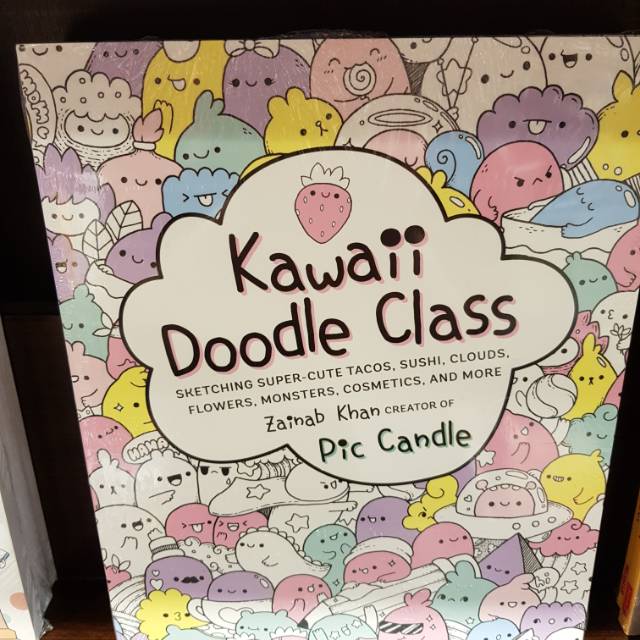 Kawaii
Doodle Class
SKETCHING SUPER-CUTE TACOS, SUSHI, CLOUDS,
FLOWERS, MONSTERS, COSMETICS, AND MORE
Zainab Khan CREATOR OF
Pic Candle